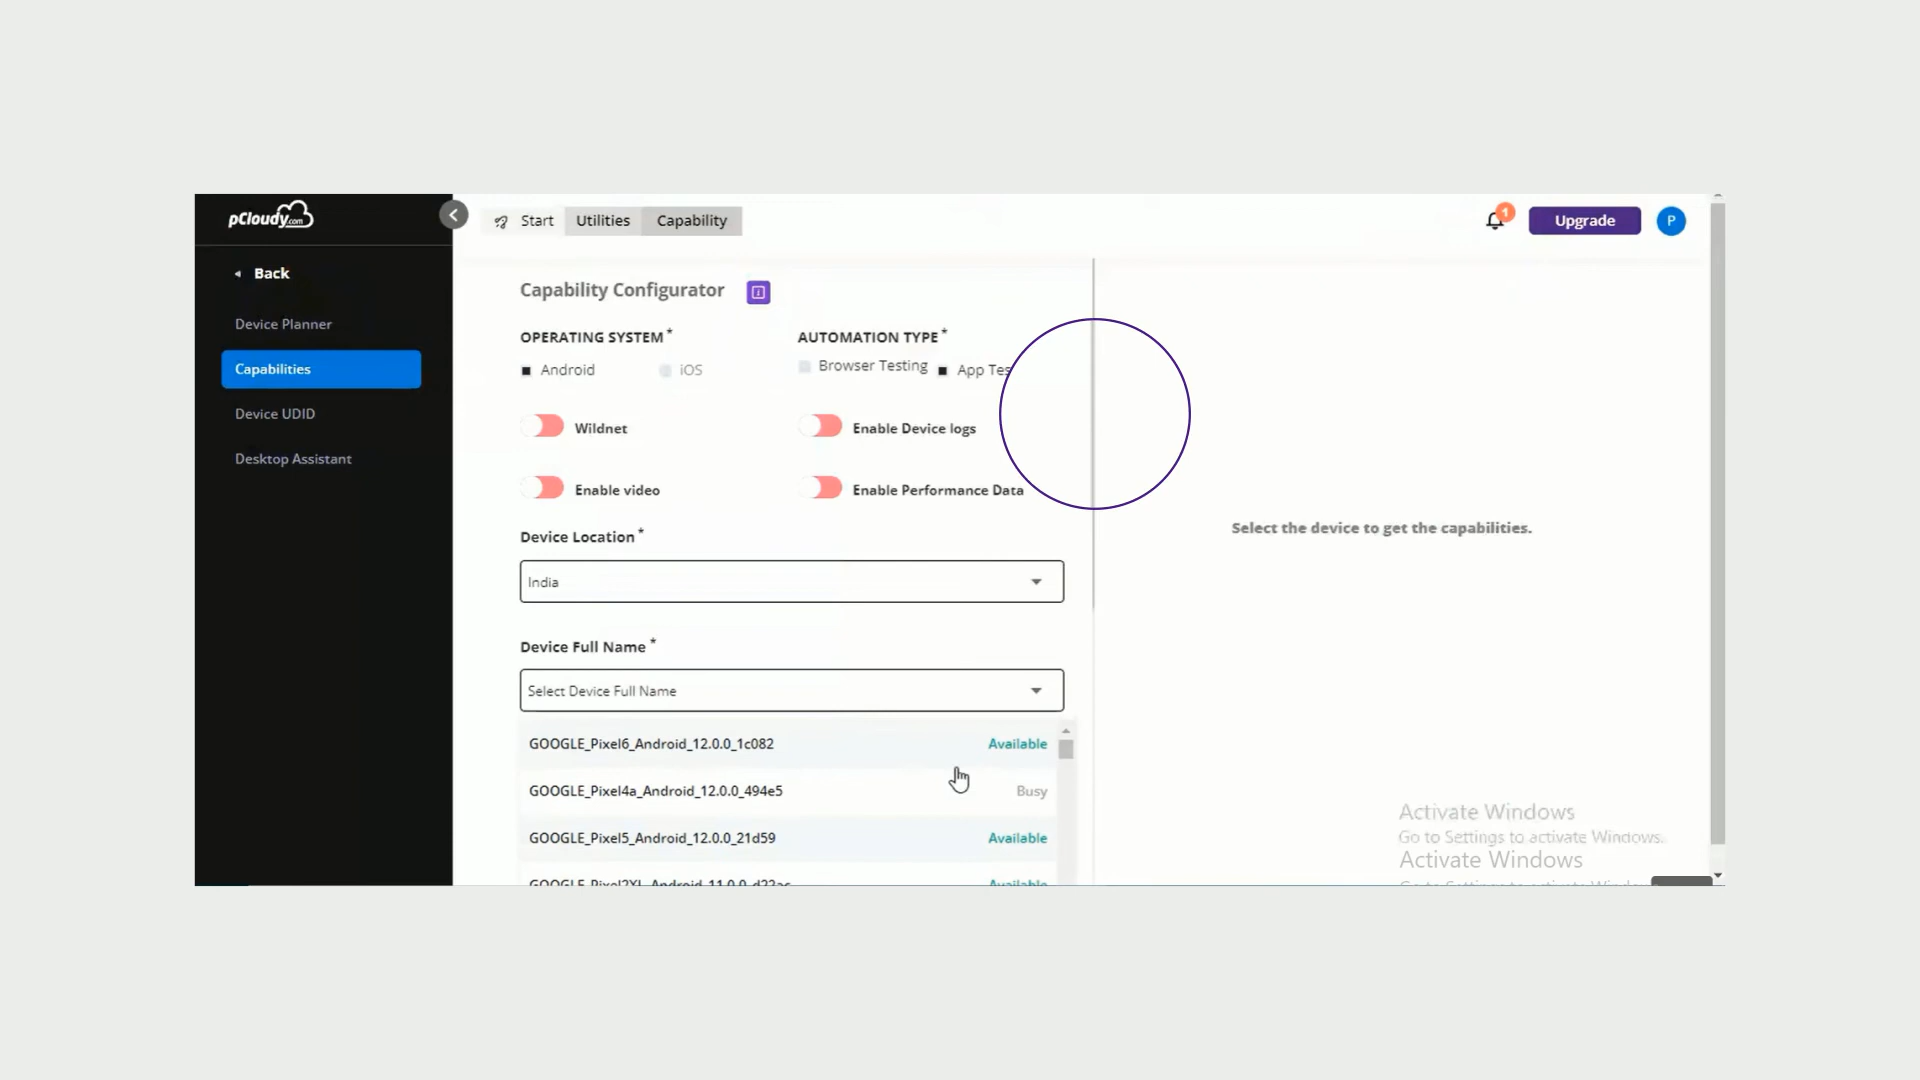 pCloudy.com
Start Utilities Capability
1
Upgrade
P
Back
Device Planner
Capabilities
Device UDID
Desktop Assistant
Capability Configurator
OPERATING SYSTEM* AUTOMATION TYPE*
Android iOS Browser Testing App Tes
Wildnet Enable Device logs
Enable video Enable Performance Data
Device Location*
India
Device Full Name*
Select Device Full Name
GOOGLE_Pixel6_Android_12.0.0_1c082 Available
GOOGLE_Pixel4a_Android_12.0.0_494e5 Busy
GOOGLE_Pixel5_Android_12.0.0_21d59 Available
Available
Select the device to get the capabilities.
Activate Windows
Go to Settings to activate Windows.
Activate Windows